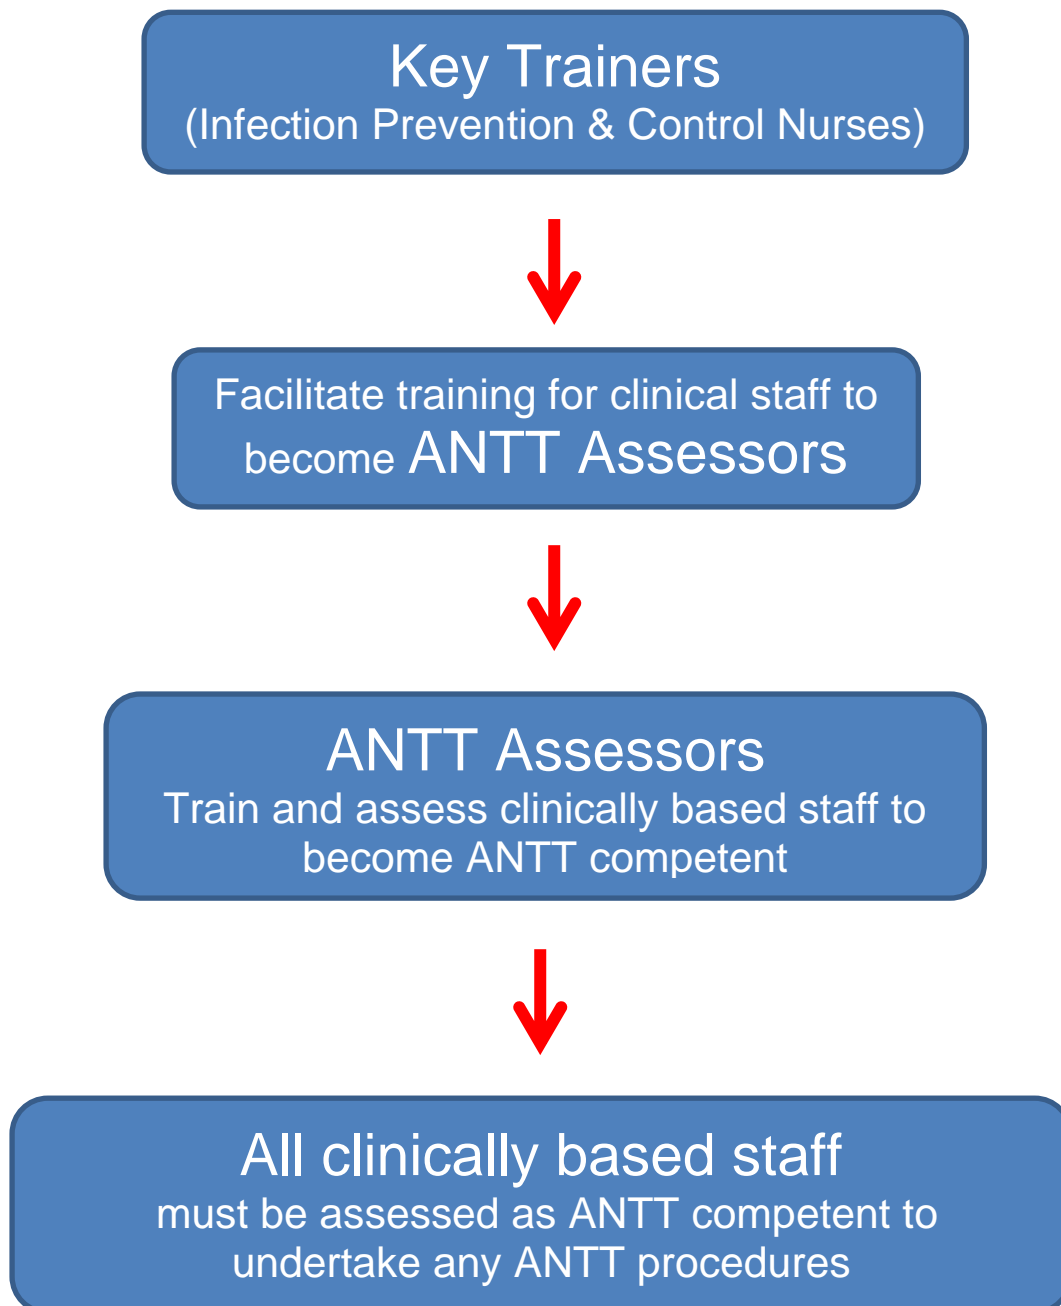 Key Trainers
(Infection Prevention & Control Nurses)
Facilitate training for clinical staff to
become ANTT Assessors
ANTT Assessors
Train and assess clinically based staff to
become ANTT competent
All clinically based staff
must be assessed as ANTT competent to
undertake any ANTT procedures